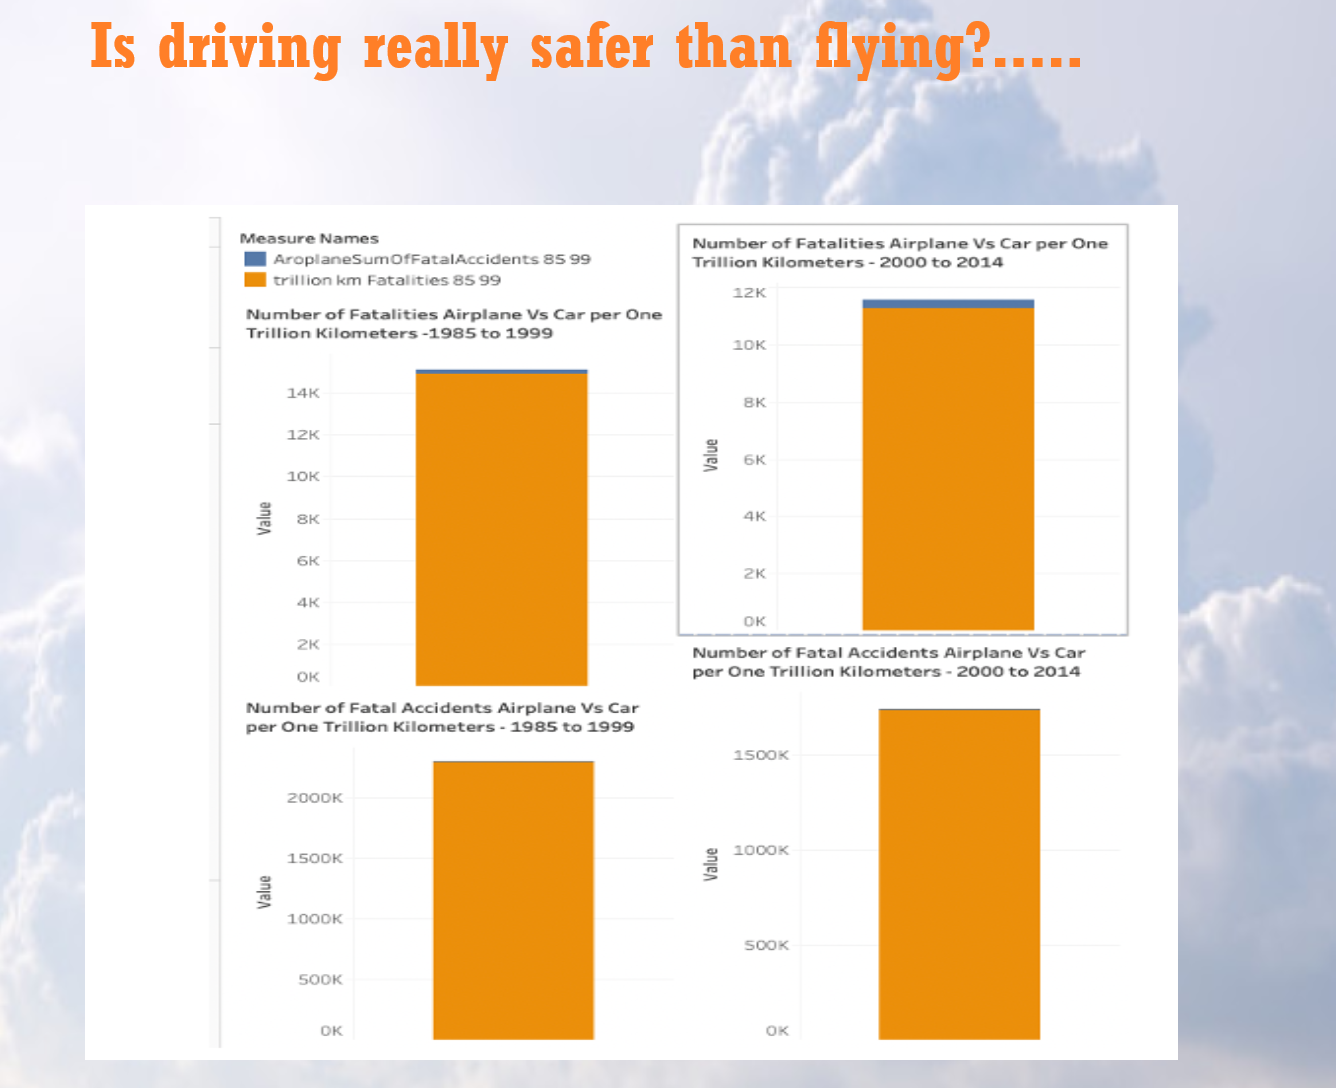 Is driving really safer than flying?.....
Measure Names
AroplaneSumOfFatalAccidents 85 99
trillion km Fatalities 85 99
Number of Fatalities Airplane Vs Car per One
Trillion Kilometers -1985 to 1999
14K
12K
10K
8K
6K
4K
2K
0K
Value
Number of Fatalities Airplane Vs Car per One
Trillion Kilometers - 2000 to 2014
12K
10K
8K
6K
4K
2K
0K
Value
Number of Fatal Accidents Airplane Vs Car
per One Trillion Kilometers - 1985 to 1999
2000K
1500K
1000K
500K
0K
Value
Number of Fatal Accidents Airplane Vs Car
per One Trillion Kilometers - 2000 to 2014
1500K
1000K
500K
0K
Value